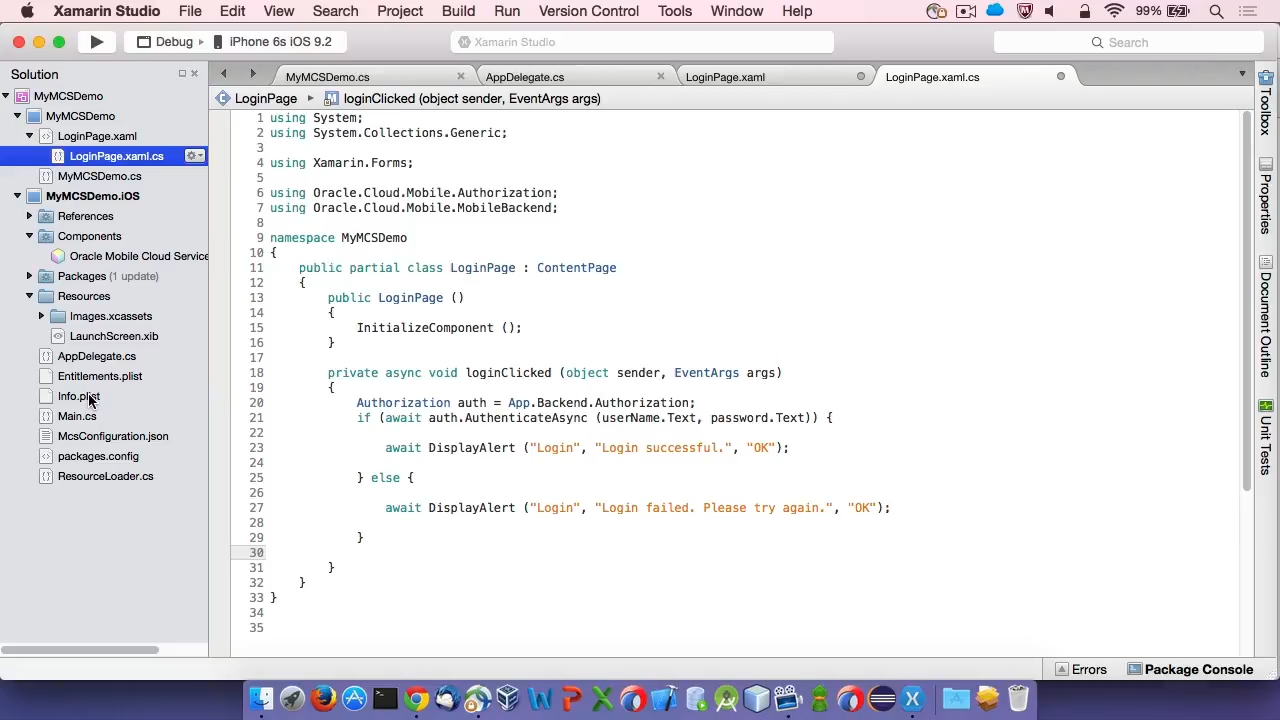 Xamarin Studio File Edit View Search Project Build Run Version Control Tools Window Help 99%
Debug iPhone 6s iOS 9.2 Xamarin Studio Search
Solution
MyMCSDemo
MyMCSDemo
LoginPage.xaml
LoginPage.xaml.cs
MyMCSDemo.cs
MyMCSDemo.iOS
References
Components
Oracle Mobile Cloud Service
Packages (1 update)
Resources
Images.xcassets
LaunchScreen.xib
AppDelegate.cs
Entitlements.plist
Info.plist
Main.cs
McsConfiguration.json
packages.config
ResourceLoader.cs
MyMCSDemo.cs AppDelegate.cs LoginPage.xaml LoginPage.xaml.cs
LoginPage loginClicked (object sender, EventArgs args)
1 using System;
2 using System.Collections.Generic;
3
4 using Xamarin.Forms;
5
6 using Oracle.Cloud.Mobile.Authorization;
7 using Oracle.Cloud.Mobile.MobileBackend;
8
9 namespace MyMCSDemo
10 {
11 public partial class LoginPage : ContentPage
12 {
13 public LoginPage ()
14 {
15 InitializeComponent ();
16 }
17
18 private async void loginClicked (object sender, EventArgs args)
19 {
20 Authorization auth = App.Backend.Authorization;
21 if (await auth.AuthenticateAsync (userName.Text, password.Text)) {
22
23 await DisplayAlert ("Login", "Login successful.", "OK");
24
25 } else {
26
27 await DisplayAlert ("Login", "Login failed. Please try again.", "OK");
28
29 }
30
31 }
32 }
33 }
34
35
Toolbox
Properties
Document Outline
Unit Tests
Errors Package Console